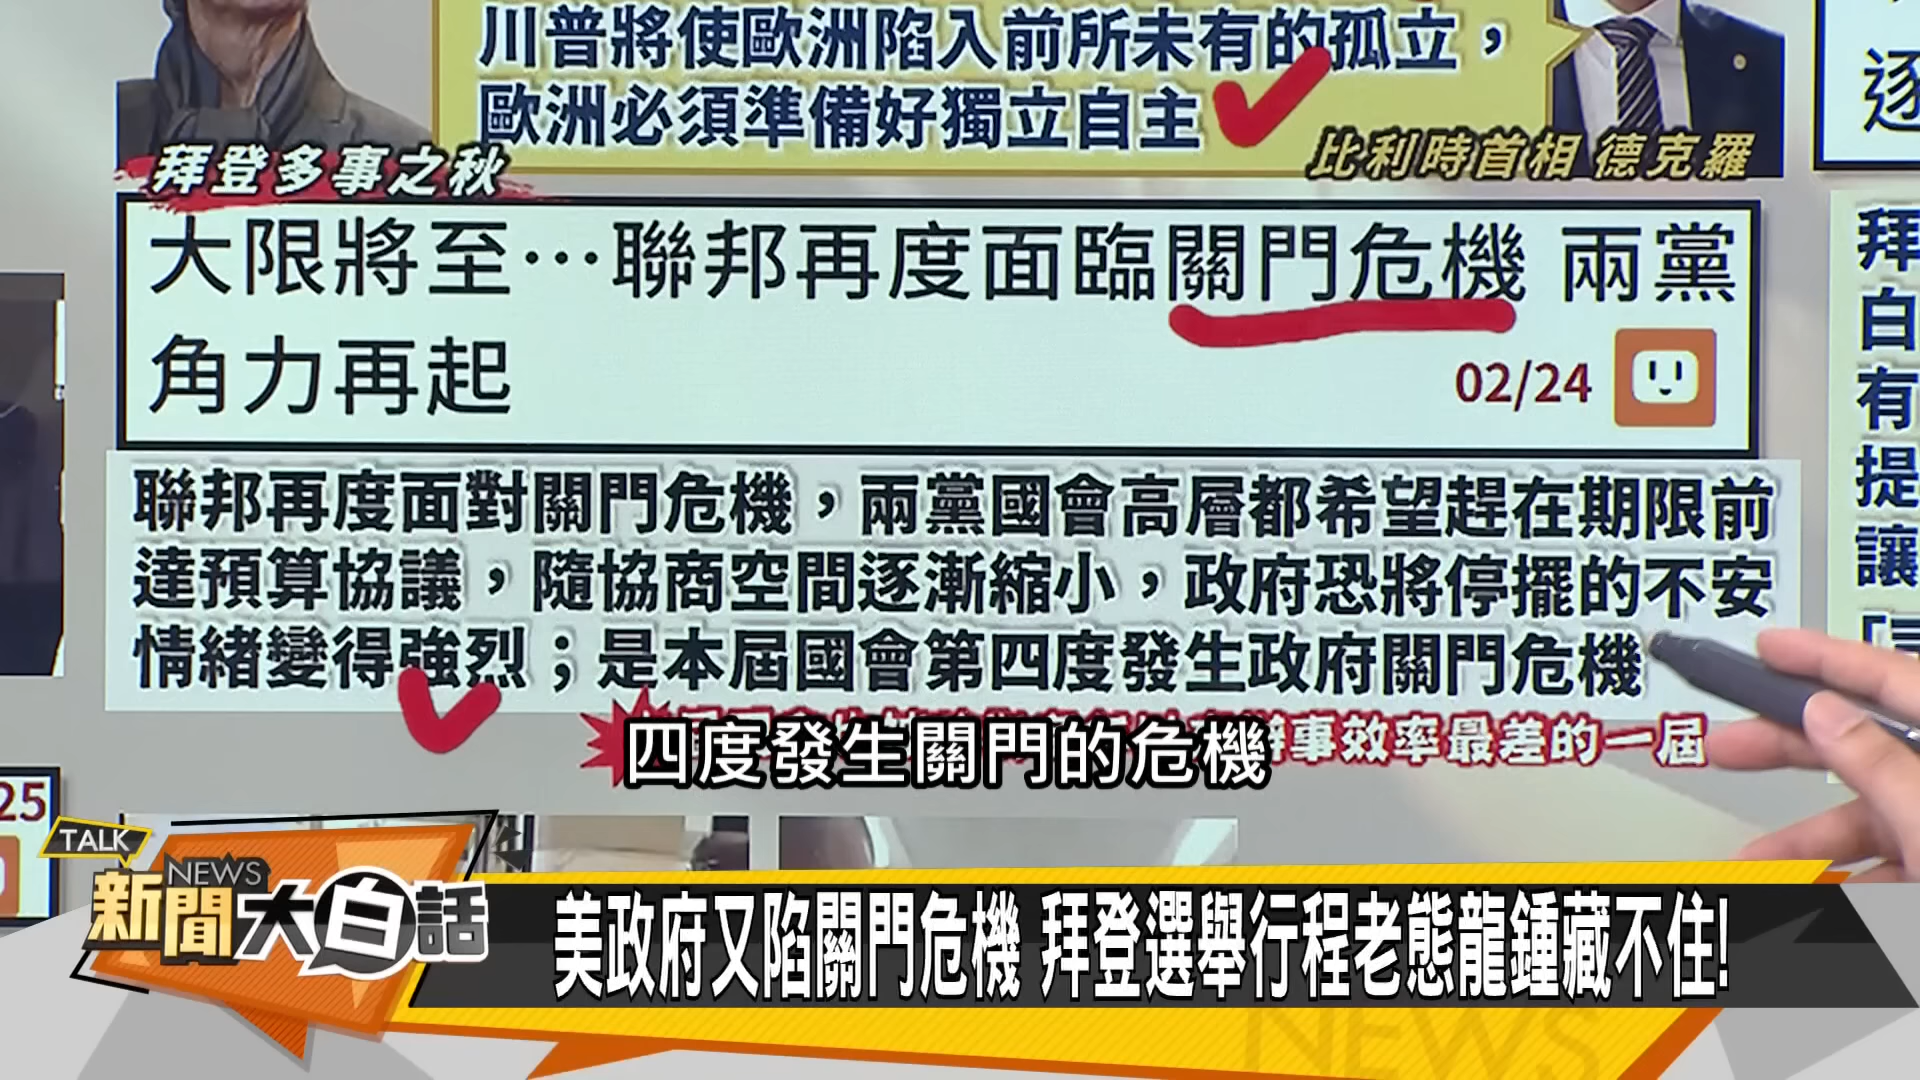 川普將使歐洲陷入前所未有的孤立，
歐洲必須準備好獨立自主
比利時首相 德克羅
逐
拜登多事之秋
大限將至…聯邦再度面臨關門危機 兩黨
角力再起
02/24
聯邦再度面對關門危機，兩黨國會高層都希望趕在期限前
達預算協議，隨協商空間逐漸縮小，政府恐將停擺的不安
情緒變得強烈；是本屆國會第四度發生政府關門危機
辦事效率最差的一屆
拜
白
有
提
讓
四度發生關門的危機
25
TALK
NEWS
新聞大白話
美政府又陷關門危機 拜登選舉行程老態龍鍾藏不住!
NEWS